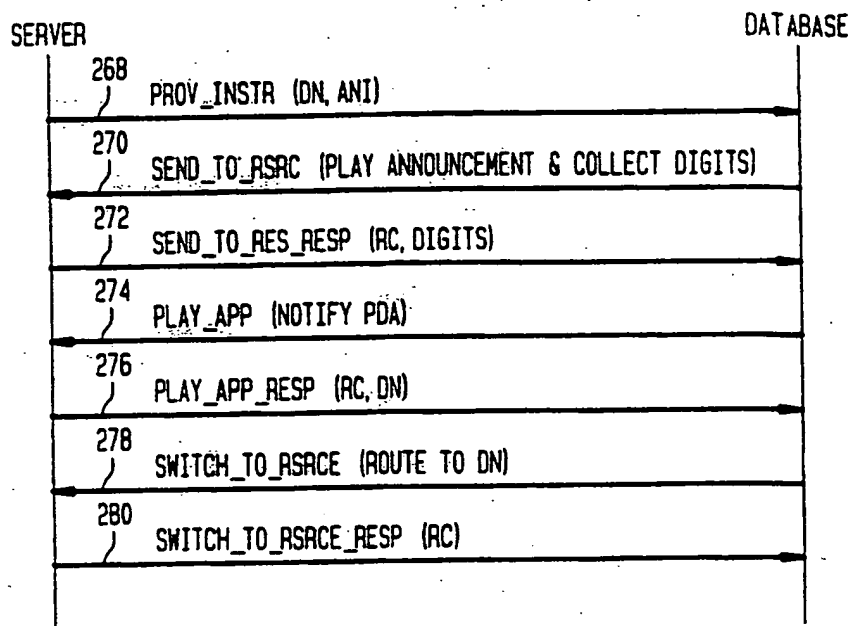 SERVER DATABASE
268
PROV_INSTR (DN, ANI)
270
SEND_TO_RSRC (PLAY ANNOUNCEMENT & COLLECT DIGITS)
272
SEND_TO_RES_RESP (RC, DIGITS)
274
PLAY_APP (NOTIFY PDA)
276
PLAY_APP_RESP (RC, DN)
278
SWITCH_TO_RSRCE (ROUTE TO DN)
280
SWITCH_TO_RSRCE_RESP (RC)